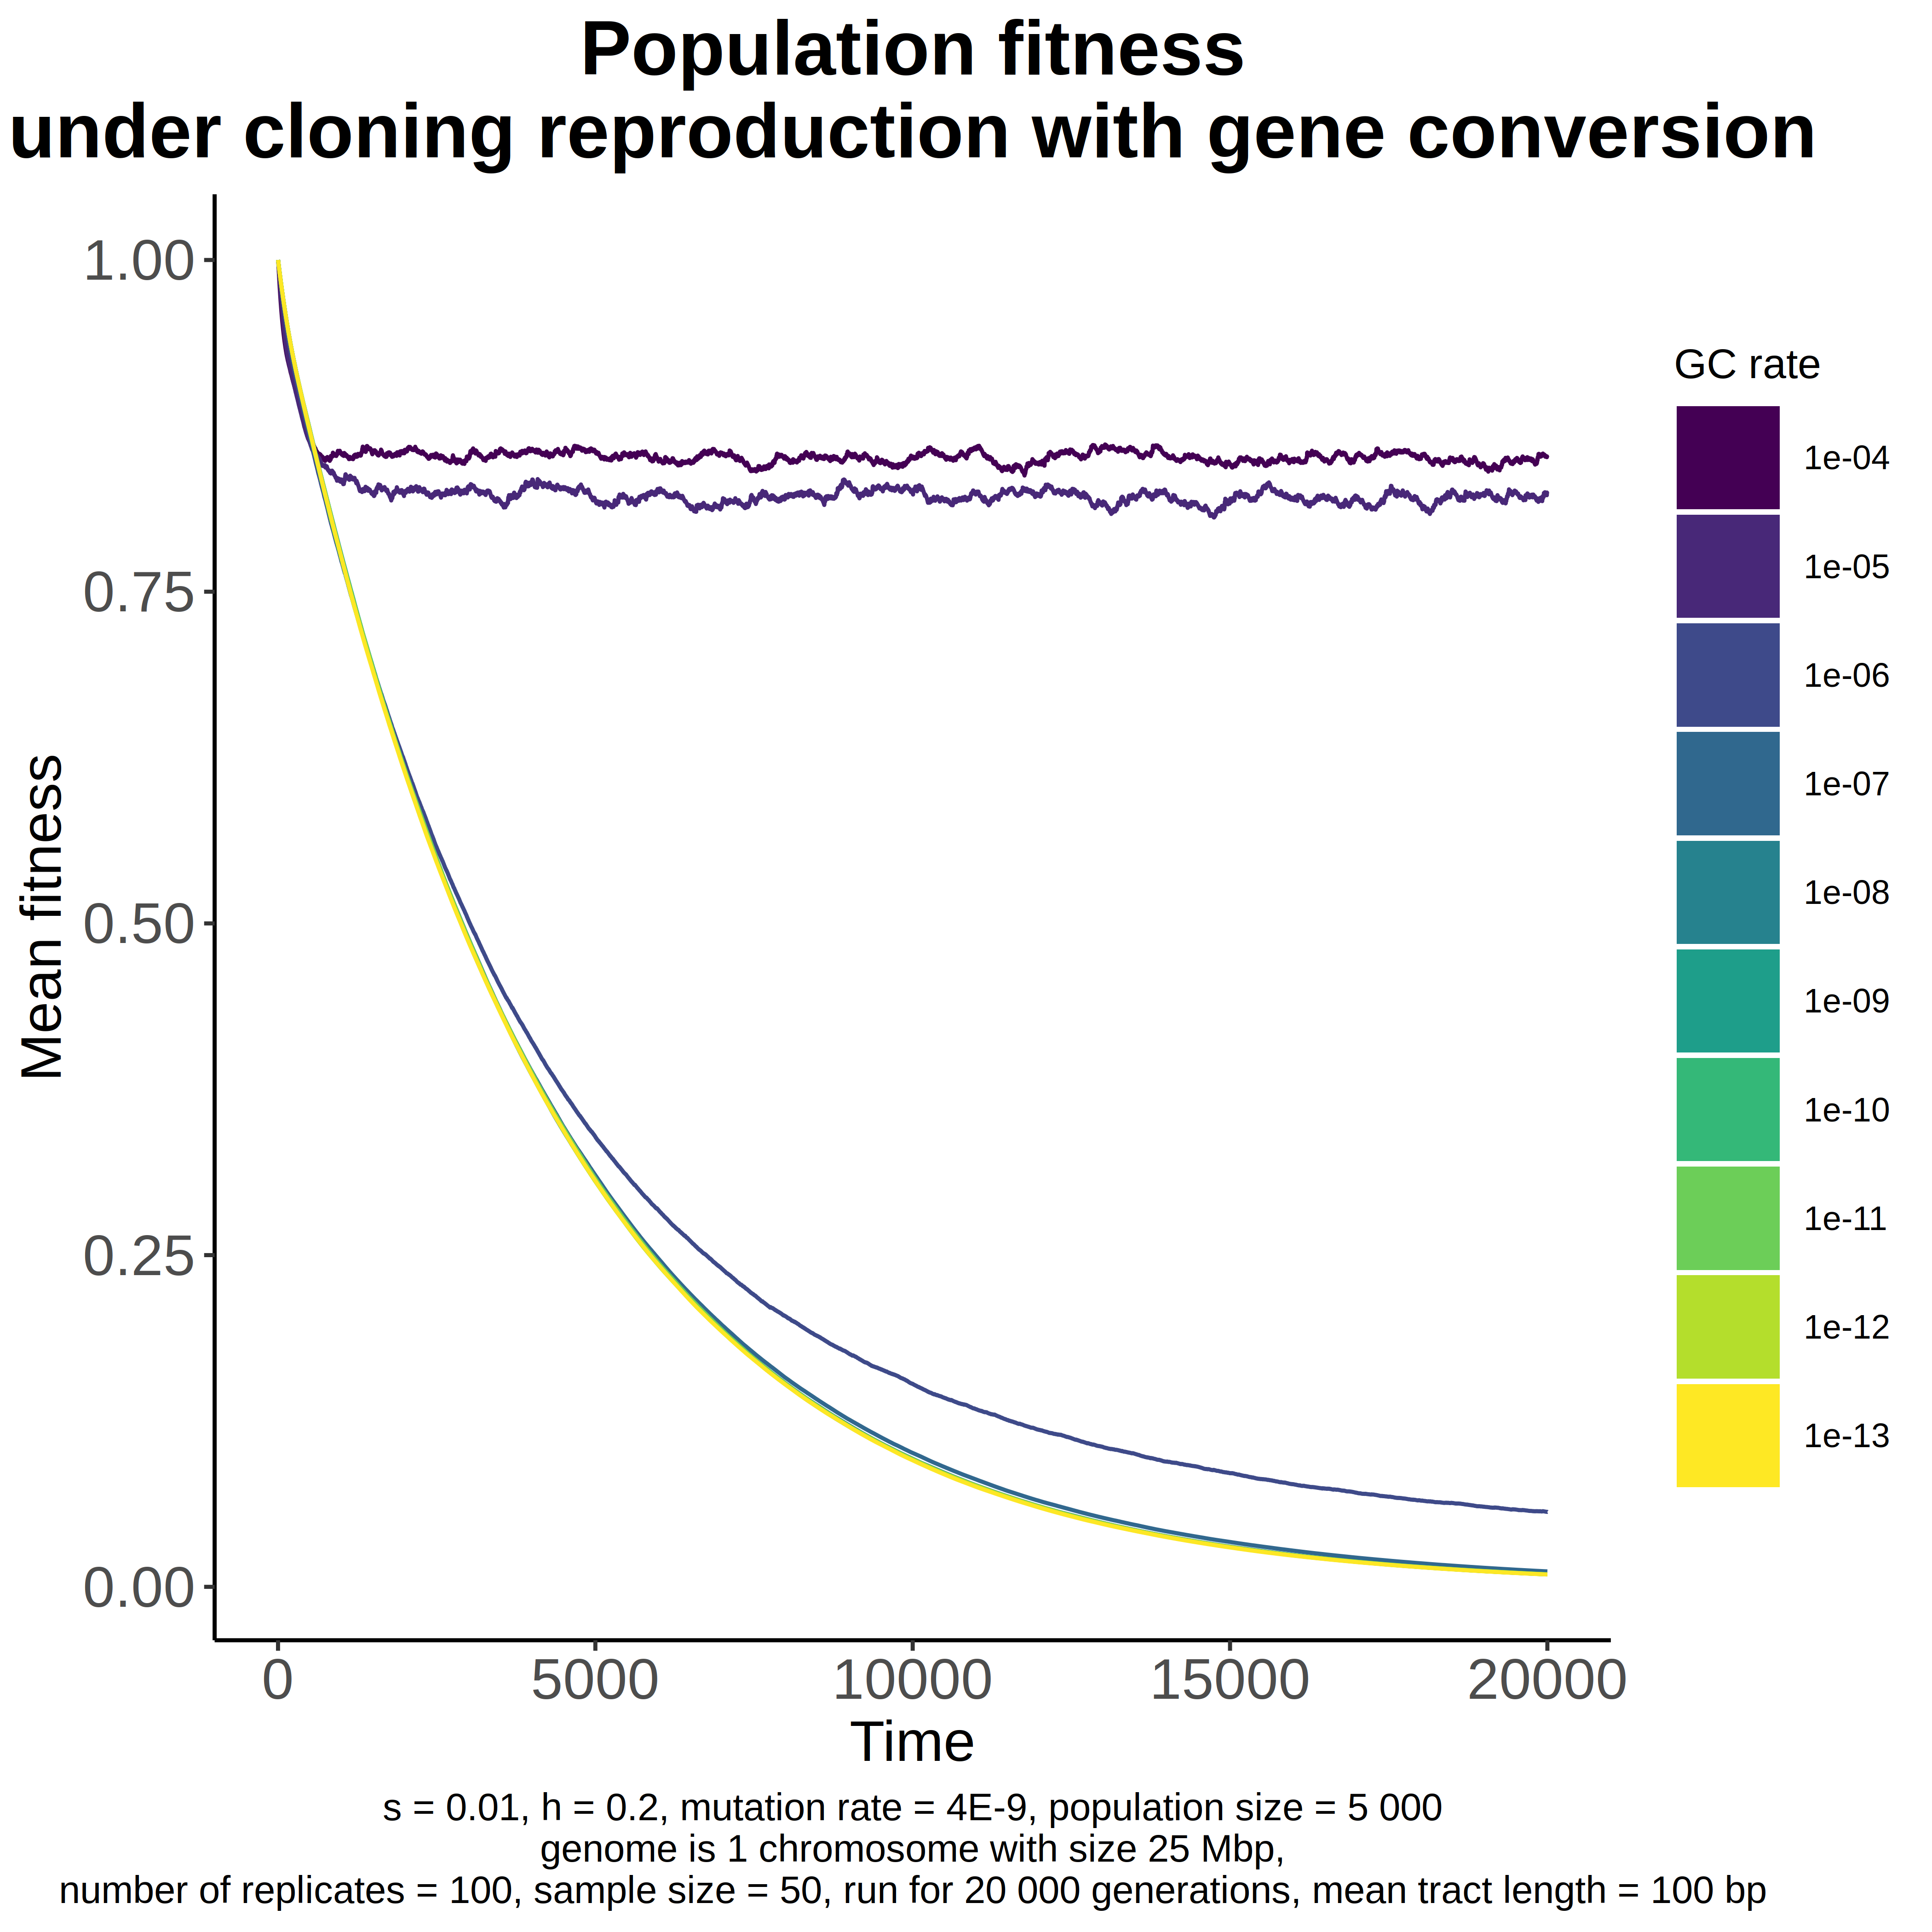 Population fitness
under cloning reproduction with gene conversion
Mean fitness
1.00
0.75
0.50
0.25
0.00
0
5000
10000
15000
20000
Time
GC rate
1e-04
1e-05
1e-06
1e-07
1e-08
1e-09
1e-10
1e-11
1e-12
1e-13
s = 0.01, h = 0.2, mutation rate = 4E-9, population size = 5 000
genome is 1 chromosome with size 25 Mbp,
number of replicates = 100, sample size = 50, run for 20 000 generations, mean tract length = 100 bp